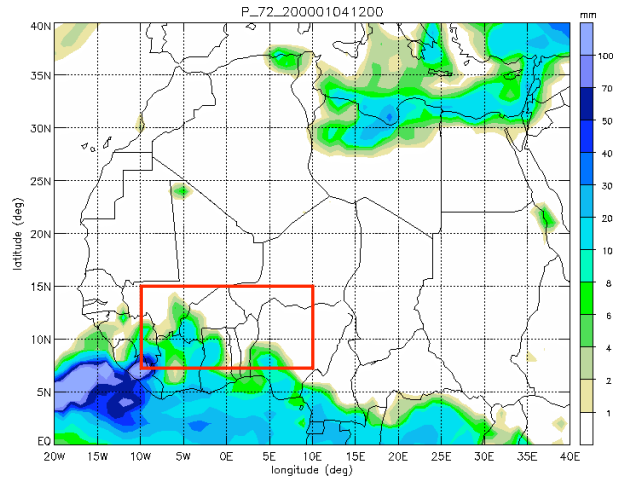 P_72_200001041200
mm
40N
35N
30N
25N
20N
15N
10N
5N
EQ
latitude (deg)
20W 15W 10W 5W 0E 5E 10E 15E 20E 25E 30E 35E 40E
longitude (deg)
100
70
50
40
30
20
10
8
6
4
2
1